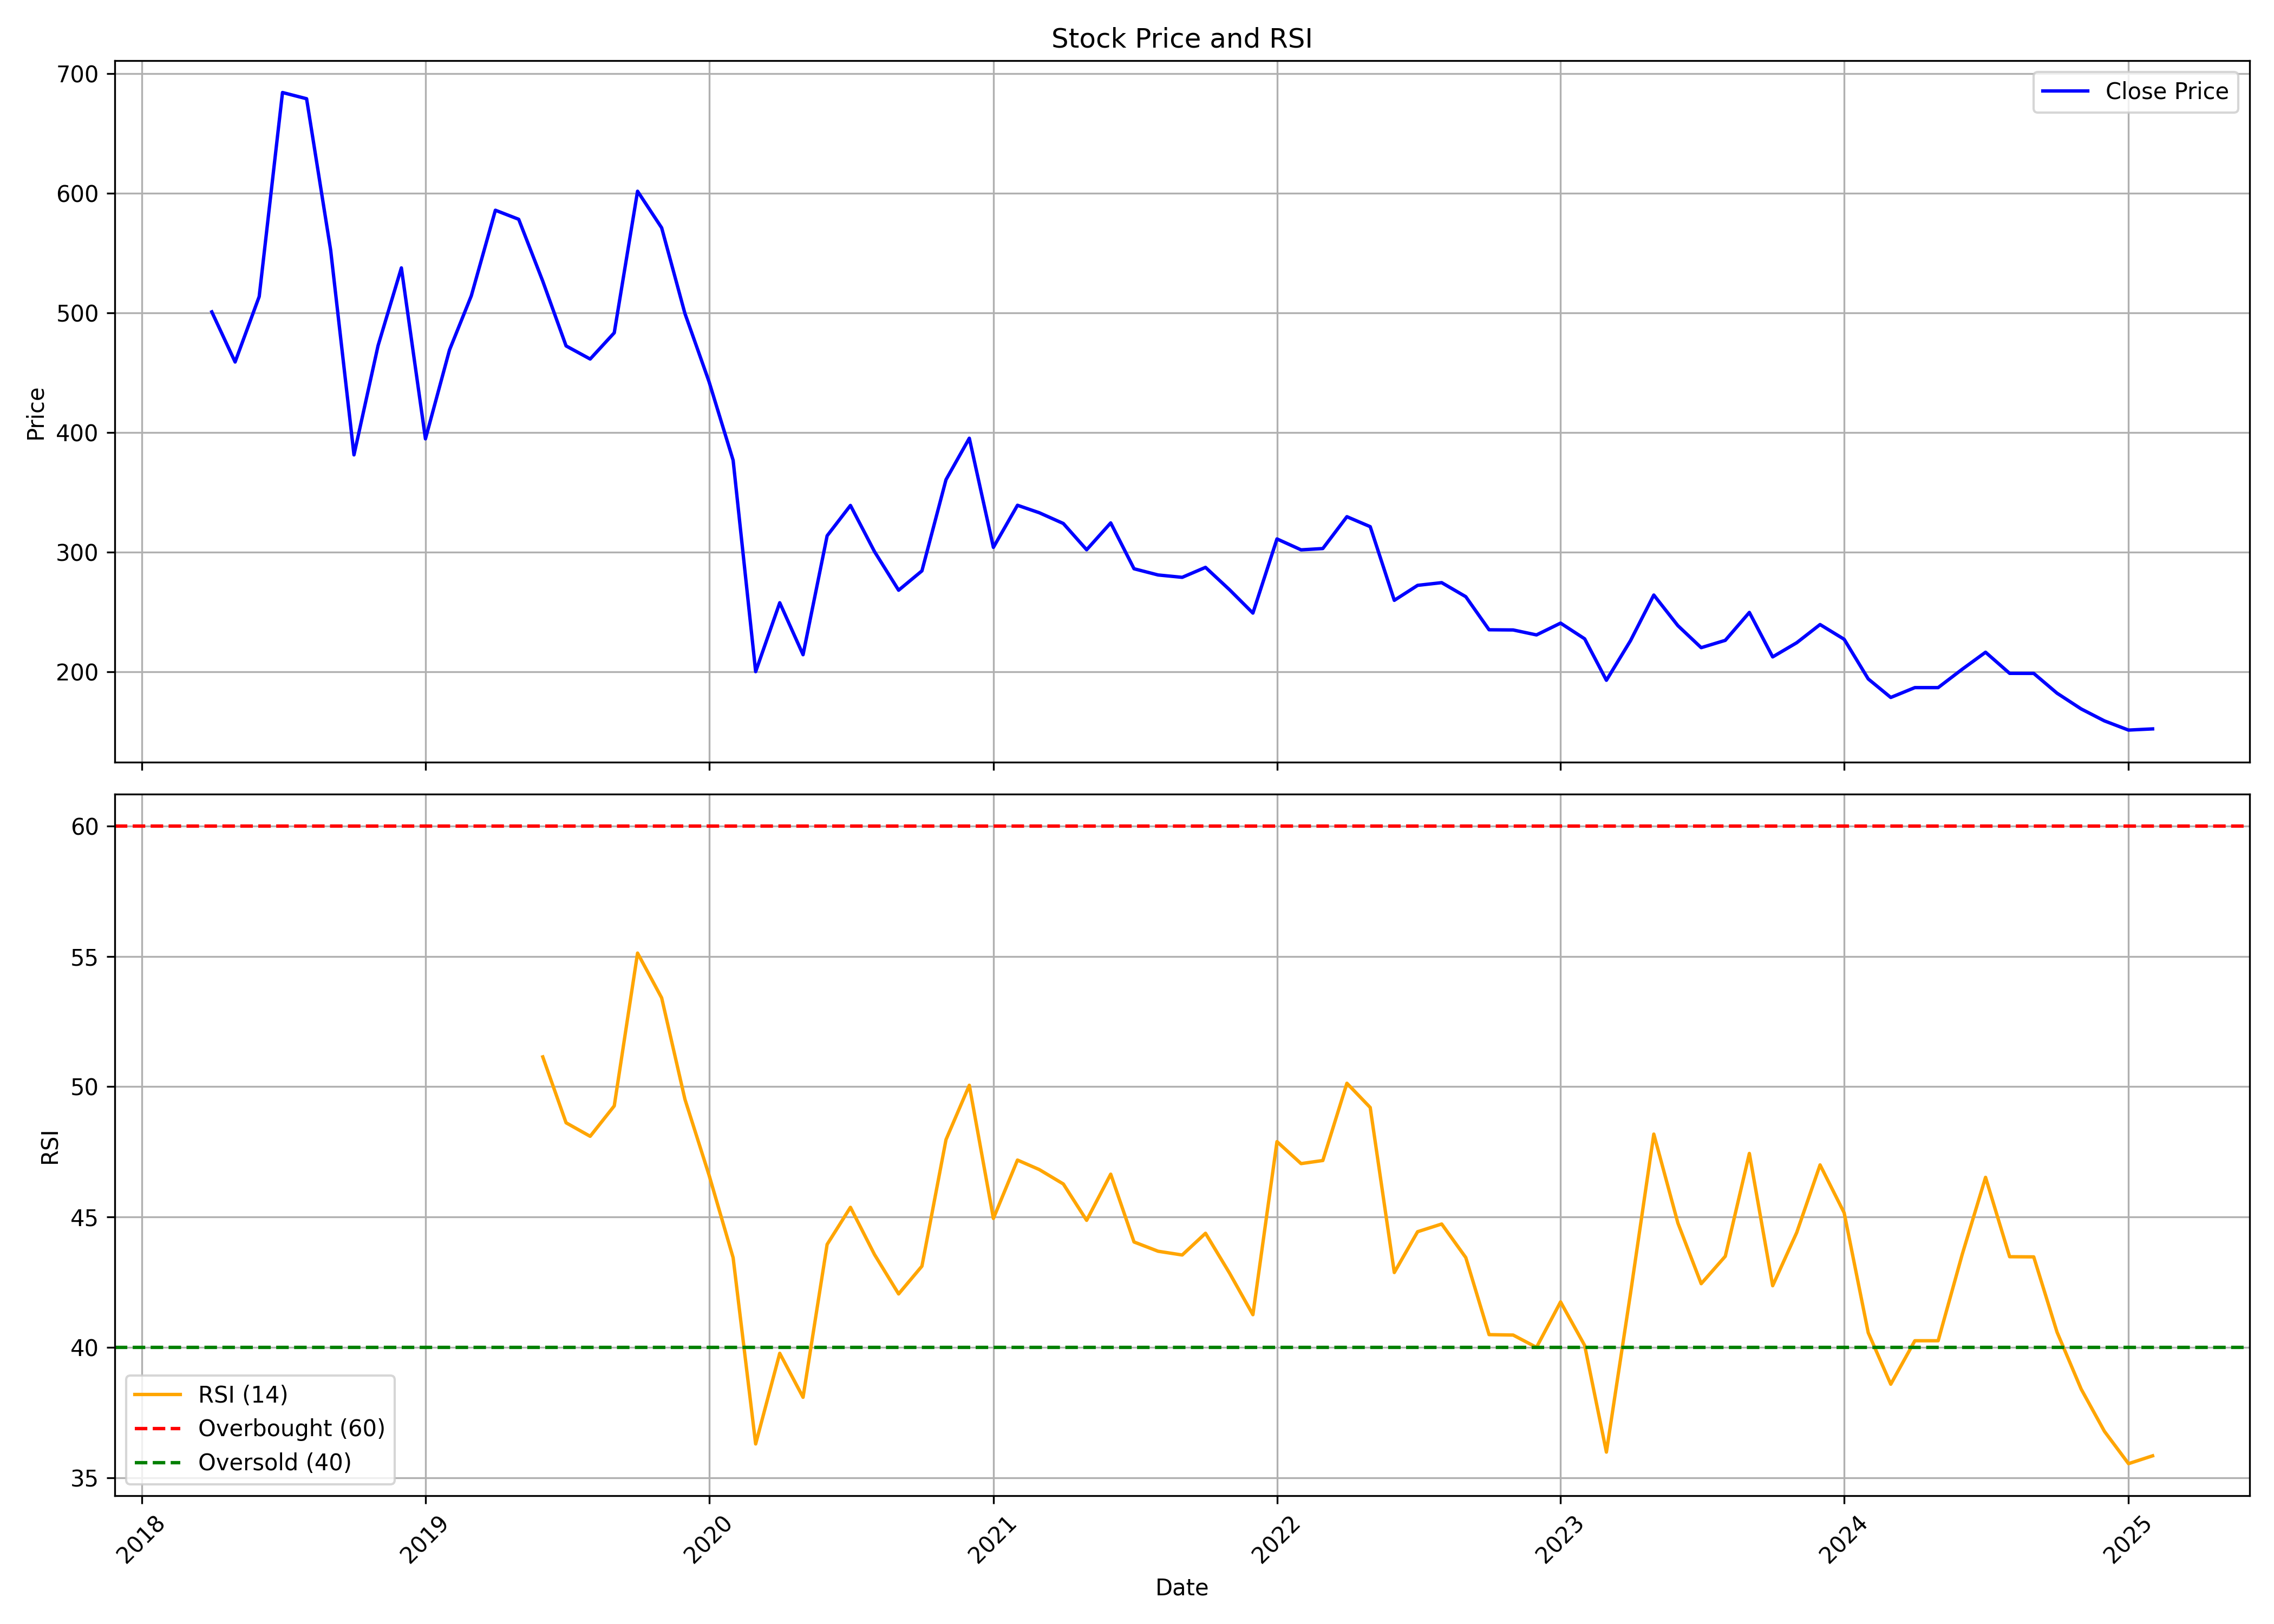 Stock Price and RSI
Close Price
Price
700
600
500
400
300
200
RSI
60
55
50
45
40
35
RSI (14)
Overbought (60)
Oversold (40)
2018
2019
2020
2021
2022
2023
2024
2025
Date